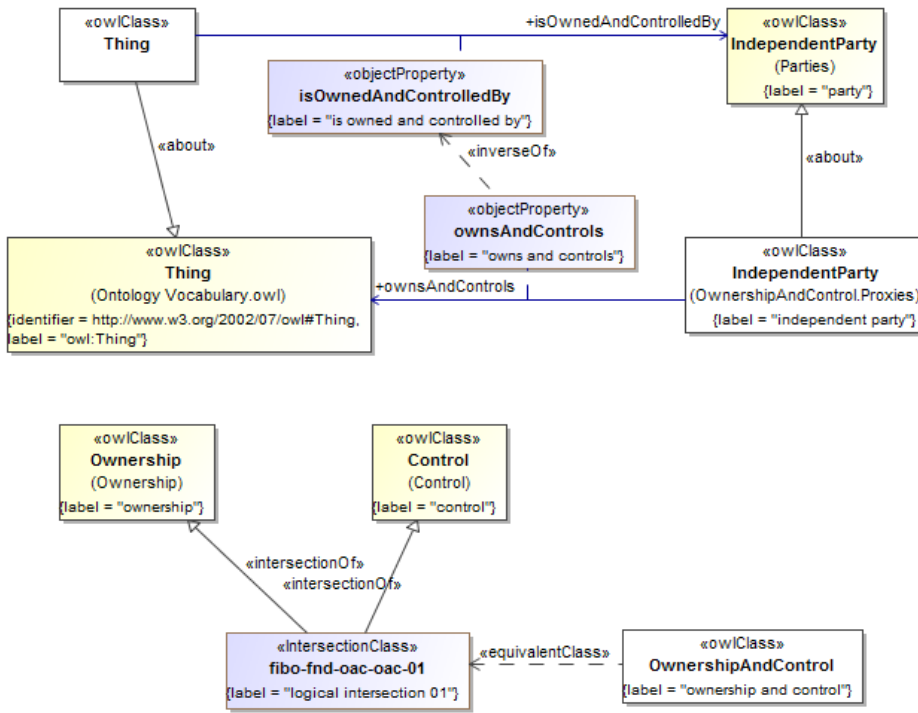 «owlClass»
Thing
+isOwnedAndControlledBy
«owlClass»
IndependentParty
(Parties)
{label = "party"}
«objectProperty»
isOwnedAndControlledBy
{label = "is owned and controlled by"}
«about»
«inverseOf»
«about»
«objectProperty»
ownsAndControls
{label = "owns and controls"}
«owlClass»
Thing
(Ontology Vocabulary.owl)
{identifier = http://www.w3.org/2002/07/owl#Thing,
label = "owl:Thing"}
+ownsAndControls
«owlClass»
IndependentParty
(OwnershipAndControl.Proxies)
{label = "independent party"}
«owlClass»
Ownership
(Ownership)
{label = "ownership"}
«owlClass»
Control
(Control)
{label = "control"}
«intersectionOf»
«intersectionOf»
«IntersectionClass»
fibo-fnd-oac-oac-01
{label = "logical intersection 01"}
«equivalentClass»
«owlClass»
OwnershipAndControl
{label = "ownership and control"}